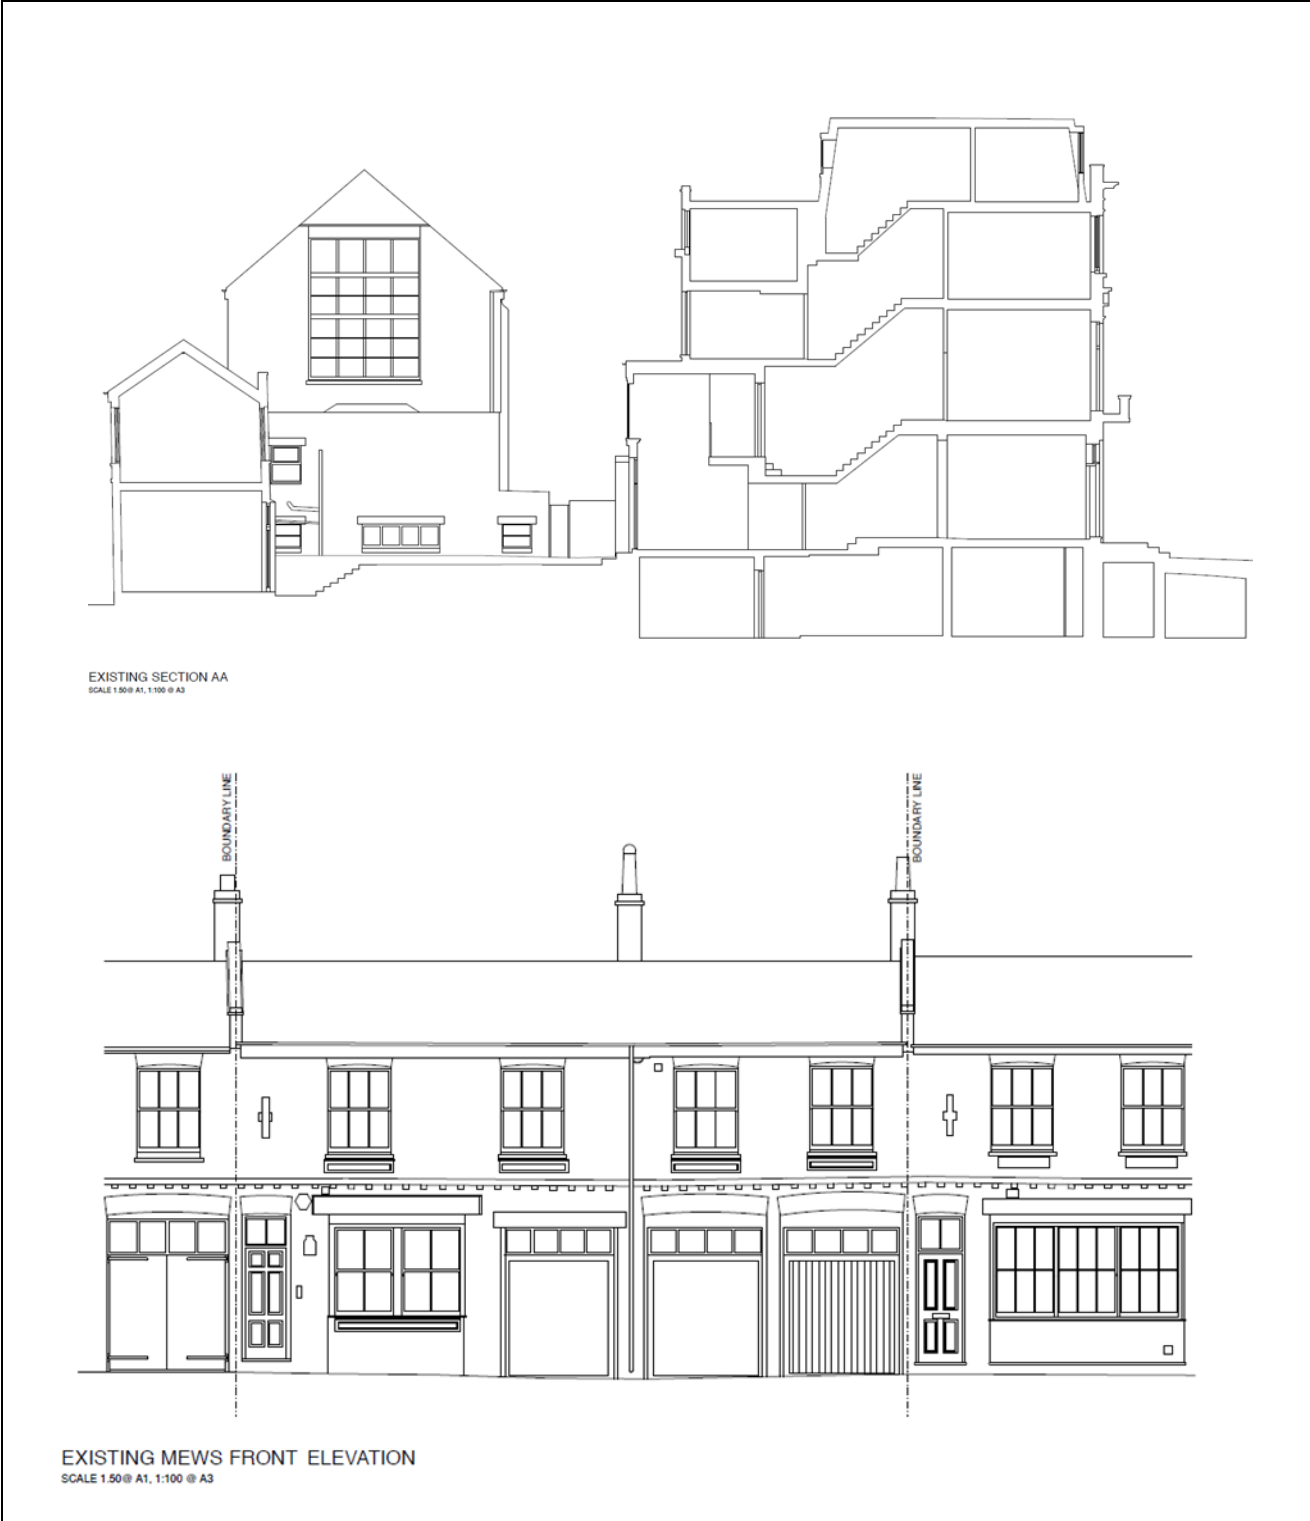 EXISTING SECTION AA
SCALE 1.50@ A1, 1:100 @ A3
BOUNDARY LINE
BOUNDARY LINE
EXISTING MEWS FRONT ELEVATION
SCALE 1.50@ A1, 1:100 @ A3